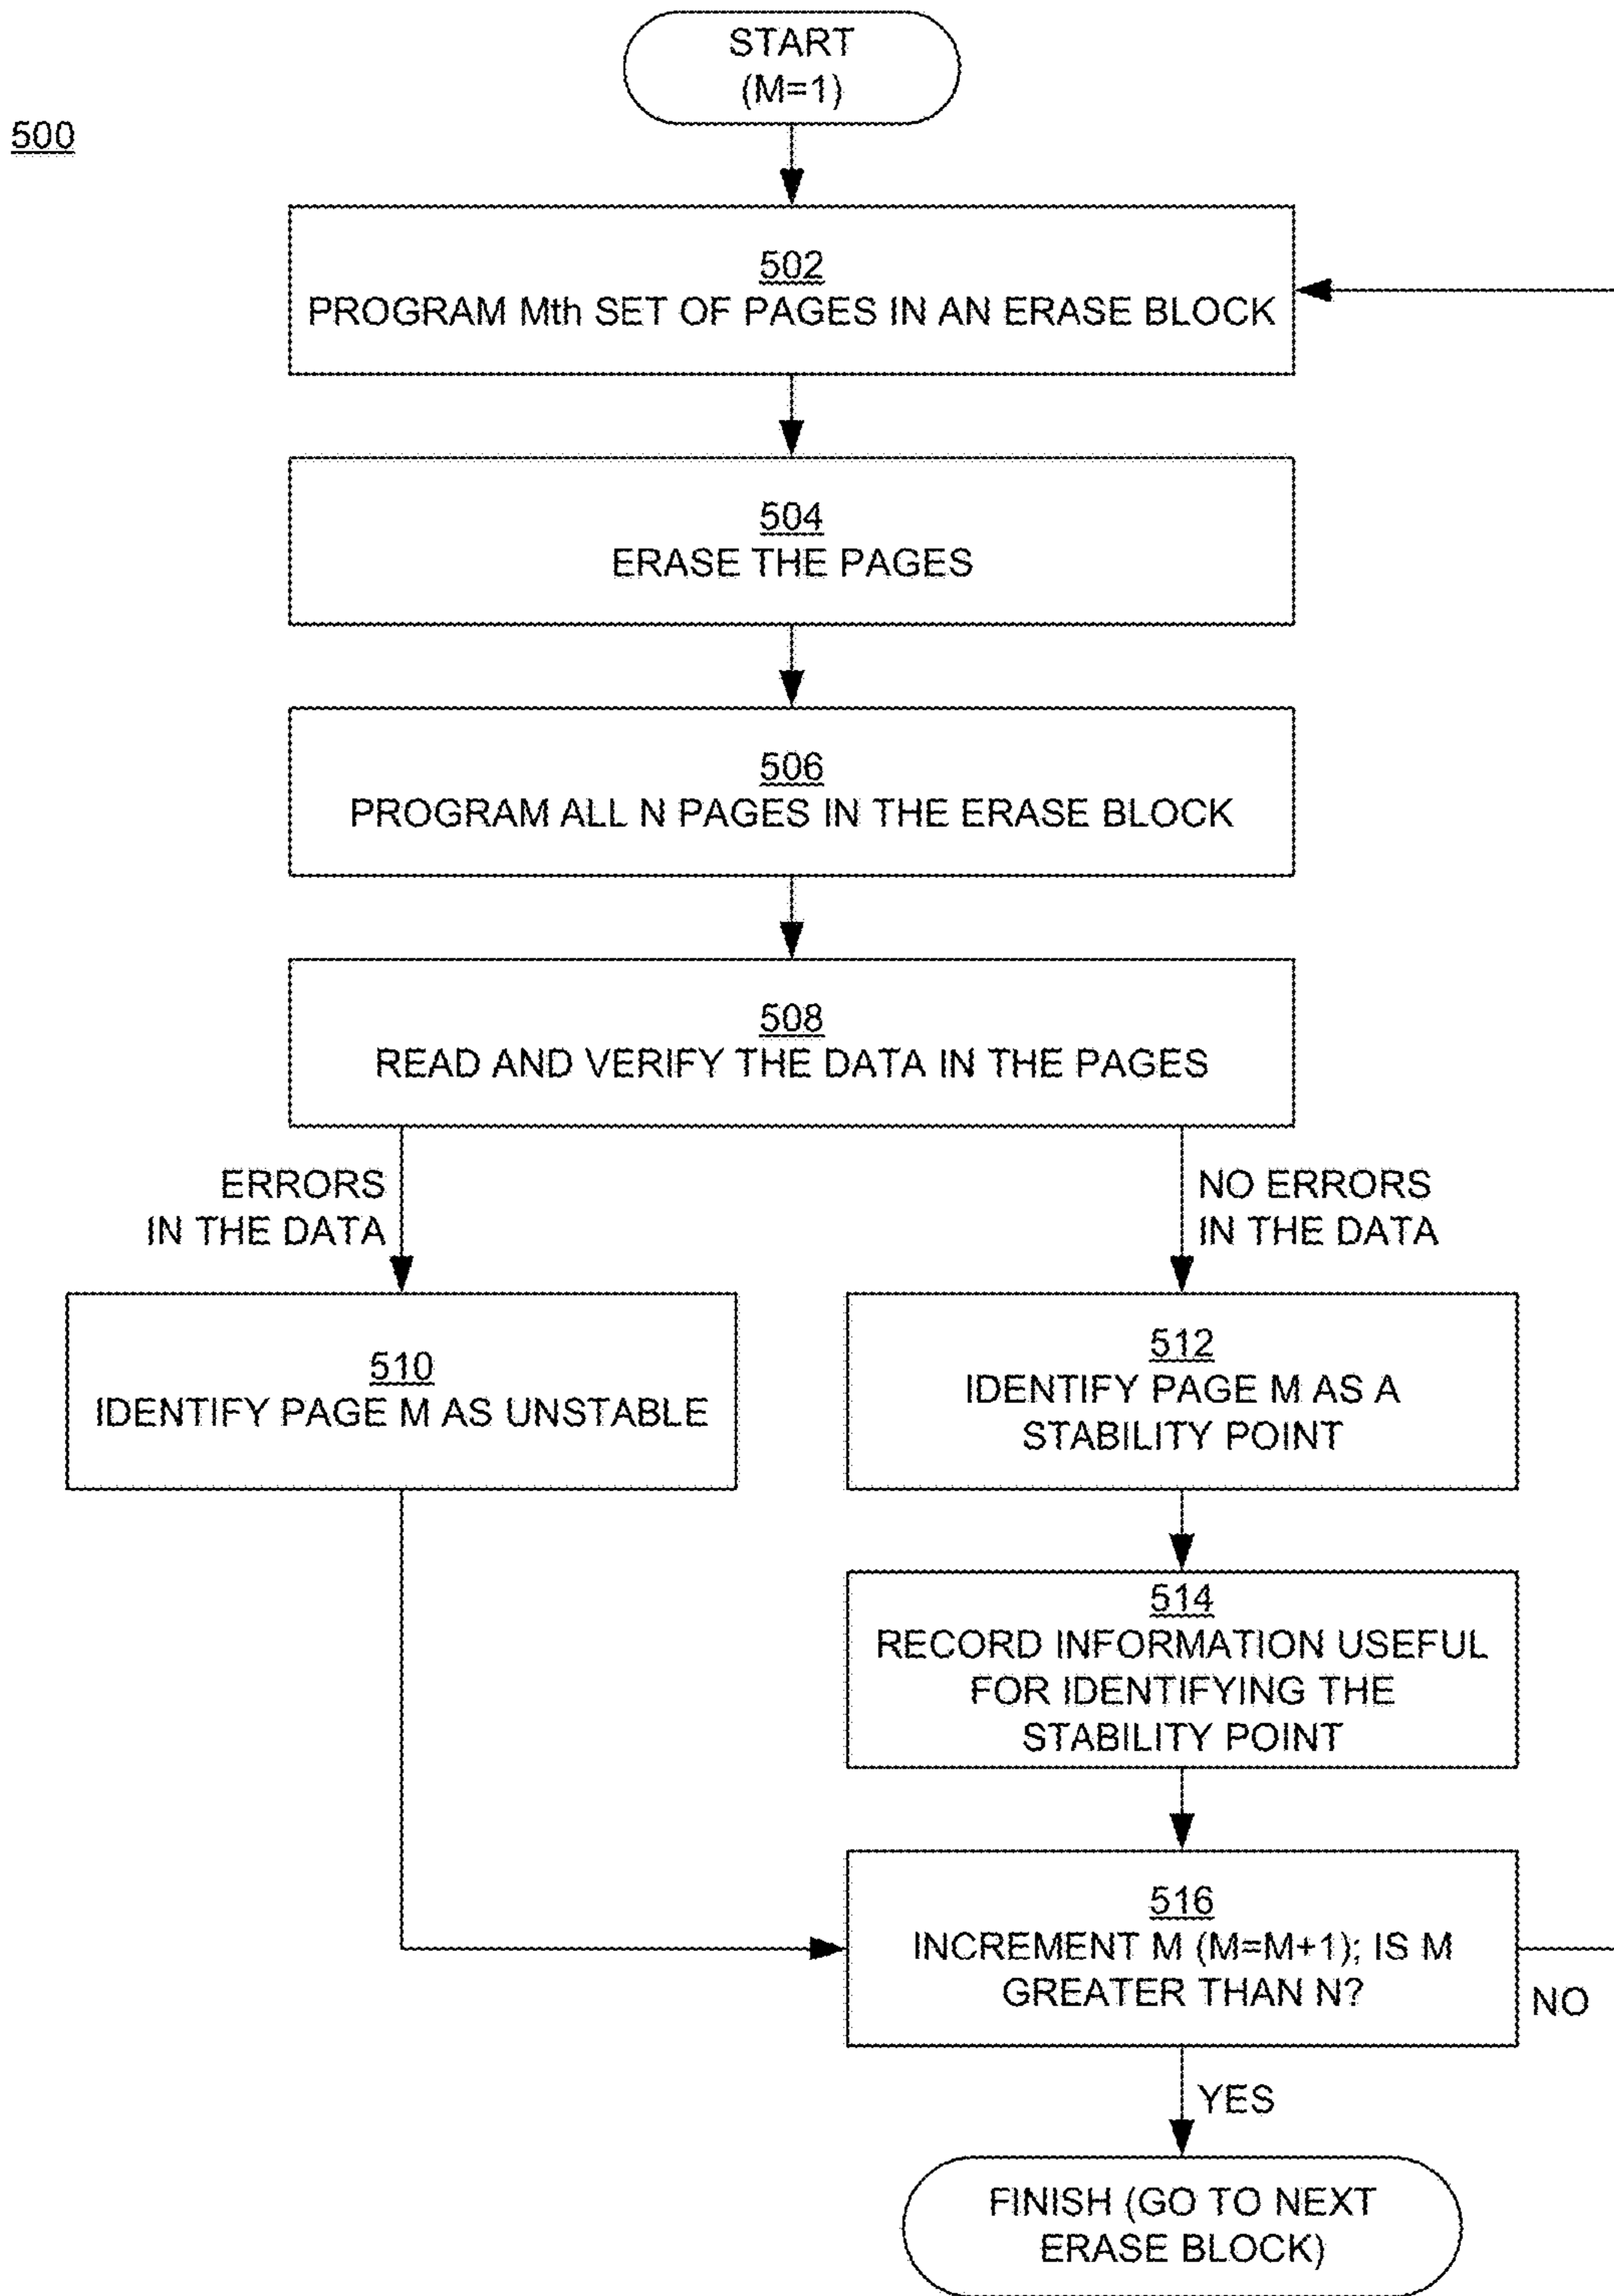 START
(M=1)
500
502
PROGRAM Mth SET OF PAGES IN AN ERASE BLOCK
504
ERASE THE PAGES
506
PROGRAM ALL N PAGES IN THE ERASE BLOCK
508
READ AND VERIFY THE DATA IN THE PAGES
ERRORS
IN THE DATA
NO ERRORS
IN THE DATA
510
IDENTIFY PAGE M AS UNSTABLE
512
IDENTIFY PAGE M AS A
STABILITY POINT
514
RECORD INFORMATION USEFUL
FOR IDENTIFYING THE
STABILITY POINT
516
INCREMENT M (M=M+1); IS M
GREATER THAN N?
NO
YES
FINISH (GO TO NEXT
ERASE BLOCK)